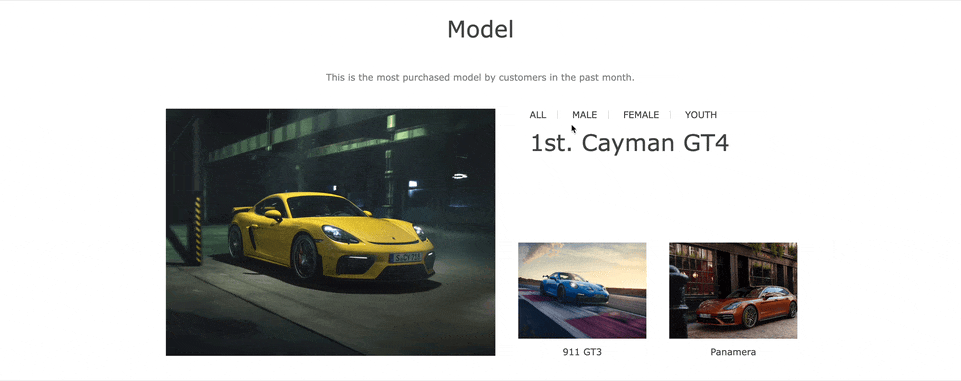 Model
This is the most purchased model by customers in the past month.
ALL
MALE
FEMALE
YOUTH
1st. Cayman GT4
911 GT3
Panamera